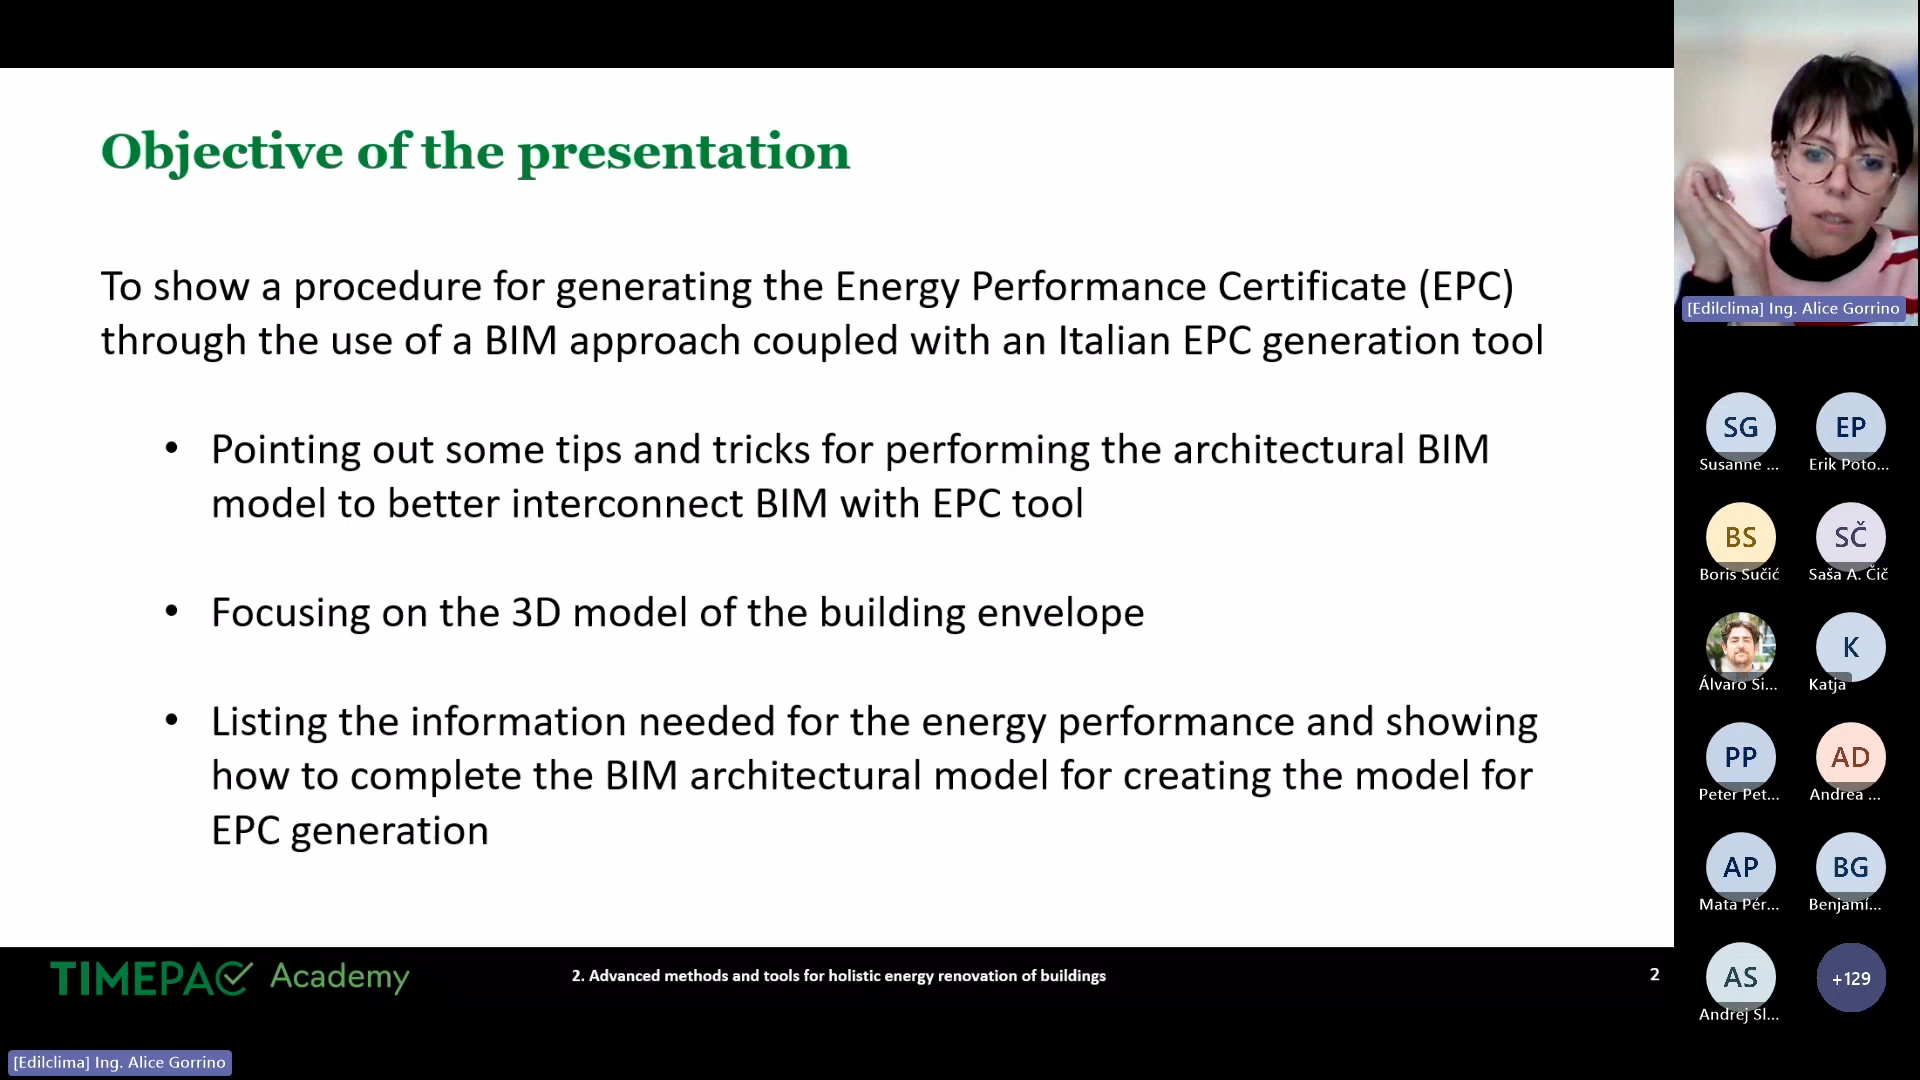 Objective of the presentation
To show a procedure for generating the Energy Performance Certificate (EPC)
through the use of a BIM approach coupled with an Italian EPC generation tool
• Pointing out some tips and tricks for performing the architectural BIM
model to better interconnect BIM with EPC tool
• Focusing on the 3D model of the building envelope
• Listing the information needed for the energy performance and showing
how to complete the BIM architectural model for creating the model for
EPC generation
TIMEPAC Academy
2. Advanced methods and tools for holistic energy renovation of buildings
2
[Edilclima] Ing. Alice Gorrino
[Edilclima] Ing. Alice Gorrino
SG
Susanne ...
EP
Erik Poto...
BS
Boris Sučić
SČ
Saša A. Čič
Álvaro Si...
K
Katja
PP
Peter Pet...
AD
Andrea ...
AP
Mata Pér...
BG
Benjamí...
AS
Andrej Sl...
+129